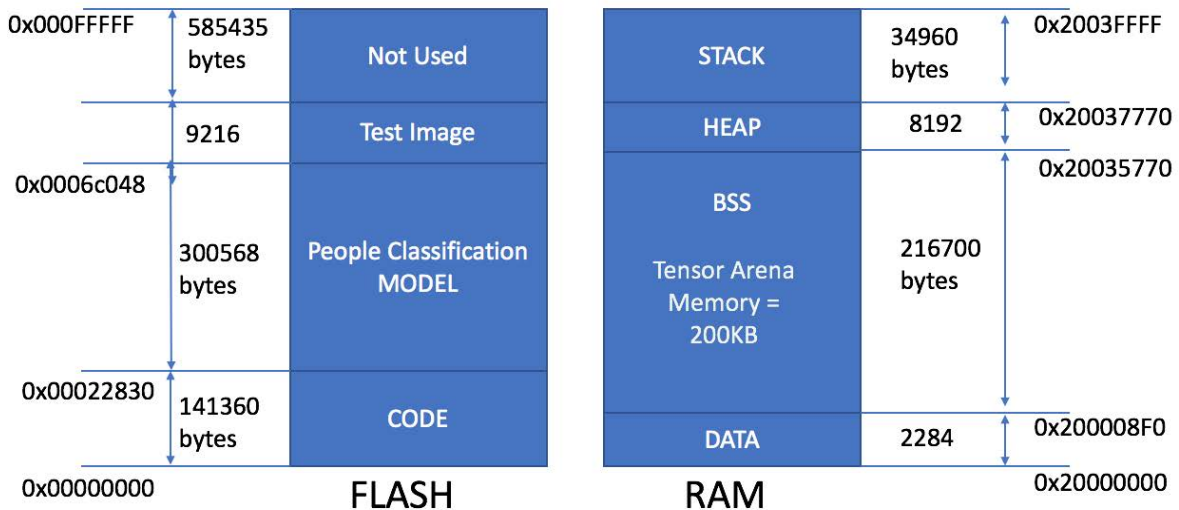 0x000FFFFF
585435
bytes
Not Used
9216
Test Image
0x0006c048
300568
bytes
People Classification
MODEL
0x00022830
141360
bytes
CODE
0x00000000
FLASH
STACK
34960
bytes
0x2003FFFF
HEAP
8192
0x20037770
0x20035770
BSS
Tensor Arena
Memory =
200KB
216700
bytes
DATA
2284
0x200008F0
0x20000000
RAM